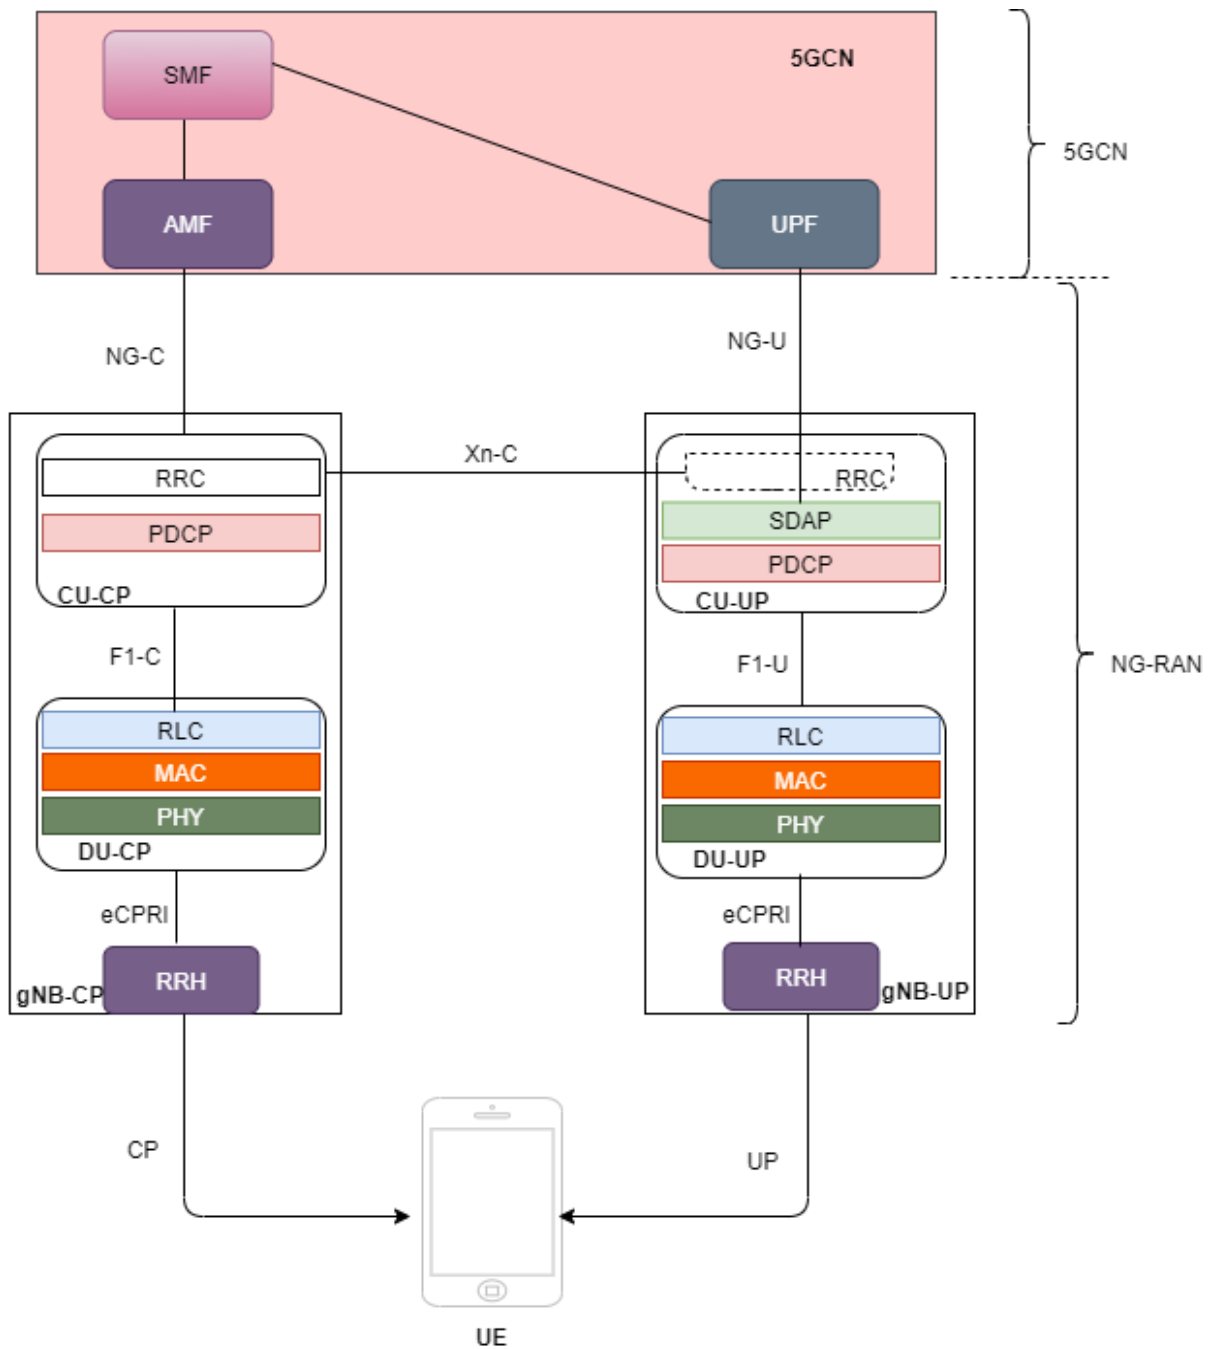 5GCN
SMF
5GCN
AMF
UPF
NG-C
NG-U
Xn-C
RRC
RRC
PDCP
SDAP
PDCP
CU-CP
CU-UP
F1-C
F1-U
NG-RAN
RLC
RLC
MAC
MAC
PHY
PHY
DU-CP
DU-UP
eCPRI
eCPRI
RRH
RRH
gNB-CP
gNB-UP
CP
UP
UE